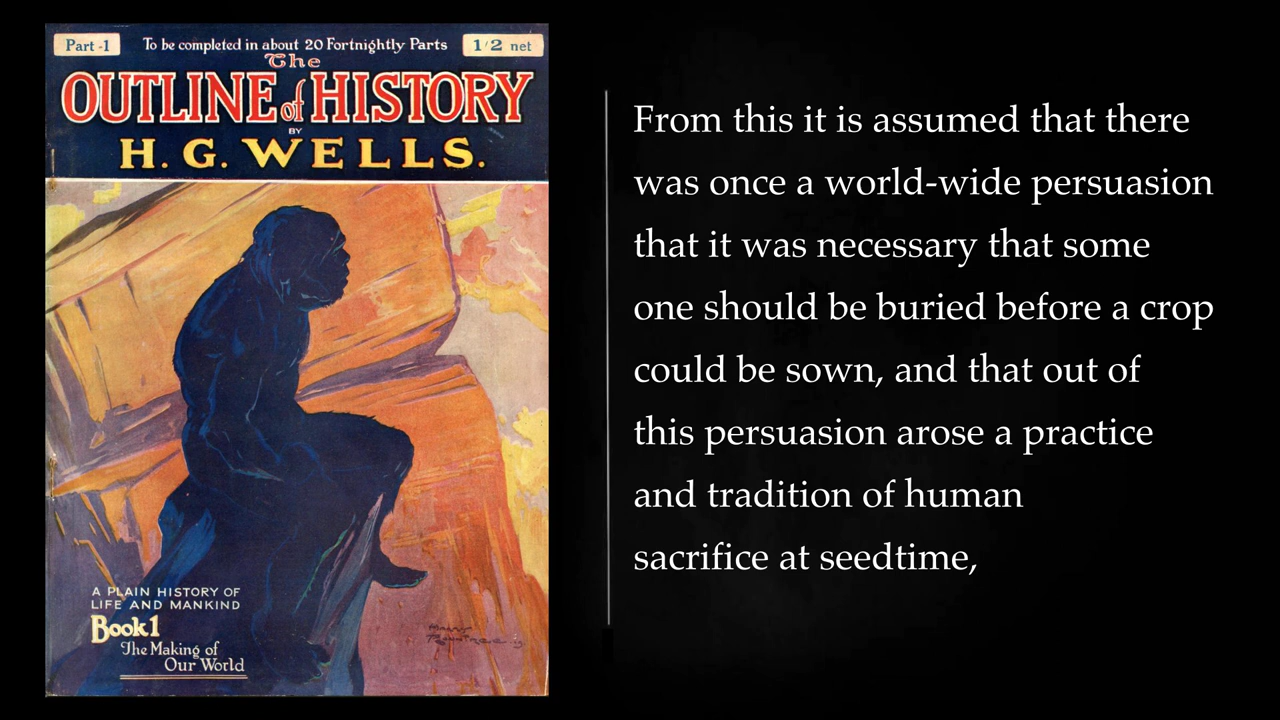 Part -1
To be completed in about 20 Fortnightly Parts
1/2 net
The
OUTLINE of HISTORY
BY
H. G. WELLS.
A PLAIN HISTORY OF
LIFE AND MANKIND
Book 1
The Making of
Our World
From this it is assumed that there
was once a world-wide persuasion
that it was necessary that some
one should be buried before a crop
could be sown, and that out of
this persuasion arose a practice
and tradition of human
sacrifice at seedtime,